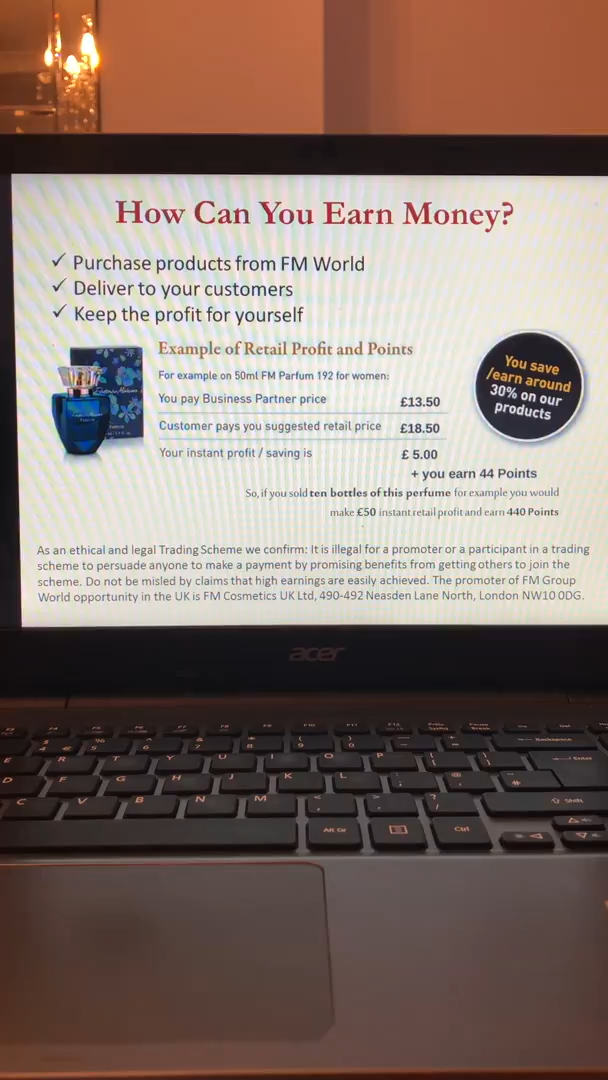 How Can You Earn Money?
✓ Purchase products from FM World
✓ Deliver to your customers
✓ Keep the profit for yourself
Example of Retail Profit and Points
For example on 50ml FM Parfum 192 for women:
You pay Business Partner price £13.50
Customer pays you suggested retail price £18.50
Your instant profit / saving is £ 5.00
+ you earn 44 Points
So, if you sold ten bottles of this perfume for example you would
make £50 instant retail profit and earn 440 Points
You save
/earn around
30% on our
products
As an ethical and legal Trading Scheme we confirm: It is illegal for a promoter or a participant in a trading
scheme to persuade anyone to make a payment by promising benefits from getting others to join the
scheme. Do not be misled by claims that high earnings are easily achieved. The promoter of FM Group
World opportunity in the UK is FM Cosmetics UK Ltd, 490-492 Neasden Lane North, London NW10 0DG.
acer
Backspace
E R T Y U I O P
Enter
D F G H J K L
C V B N M
Shift
Alt Gr
Ctrl